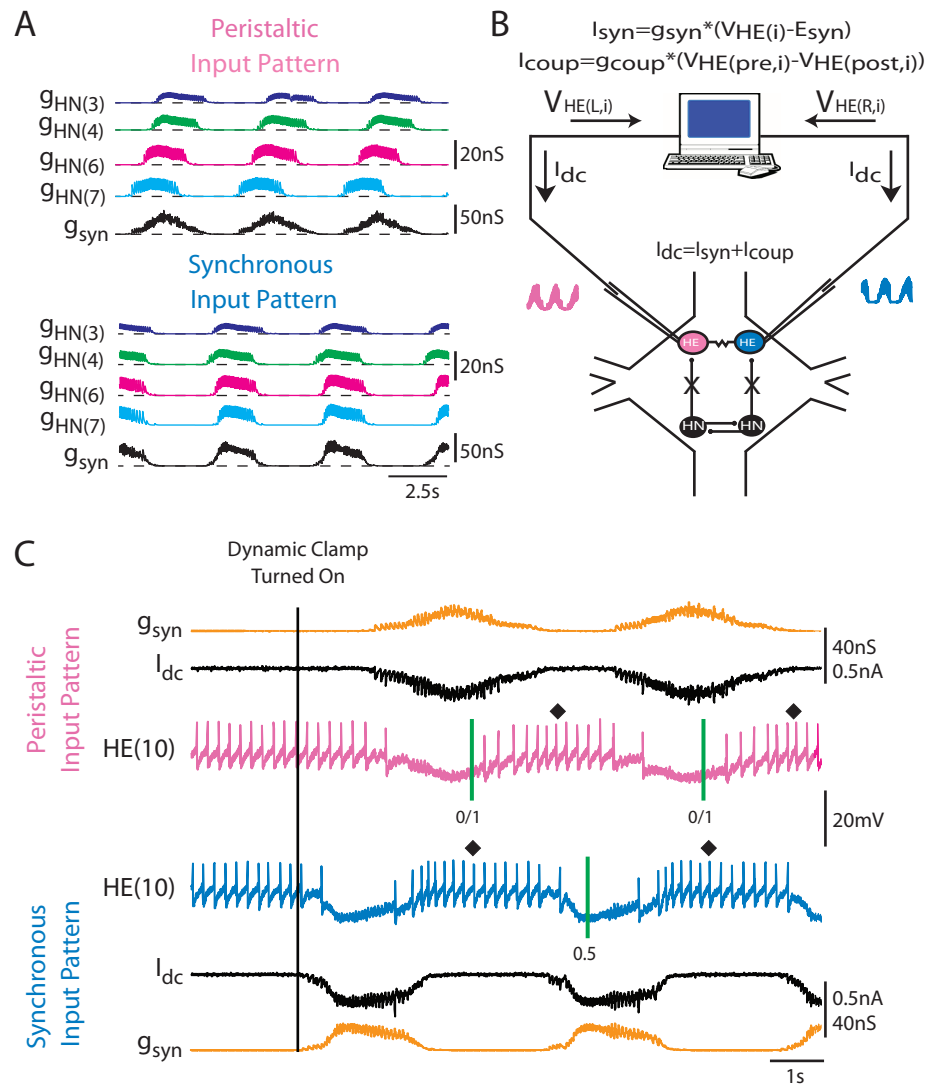 A
Peristaltic
Input Pattern
gHN(3)
gHN(4)
gHN(6)
20nS
gHN(7)
gsyn
50nS
Synchronous
Input Pattern
gHN(3)
gHN(4)
20nS
gHN(6)
gHN(7)
gsyn
50nS
2.5s
B
Isyn=gsyn*(VHE(i)-Esyn)
Icoup=gcoup*(VHE(pre,i)-VHE(post,i))
VHE(L,i)
VHE(R,i)
Idc
Idc
Idc=Isyn+Icoup
HE
HE
X
X
HN
HN
C
Dynamic Clamp
Turned On
Peristaltic
Input Pattern
gsyn
40nS
0.5nA
Idc
HE(10)
0/1
0/1
20mV
Synchronous
Input Pattern
HE(10)
0.5
Idc
0.5nA
40nS
gsyn
1s